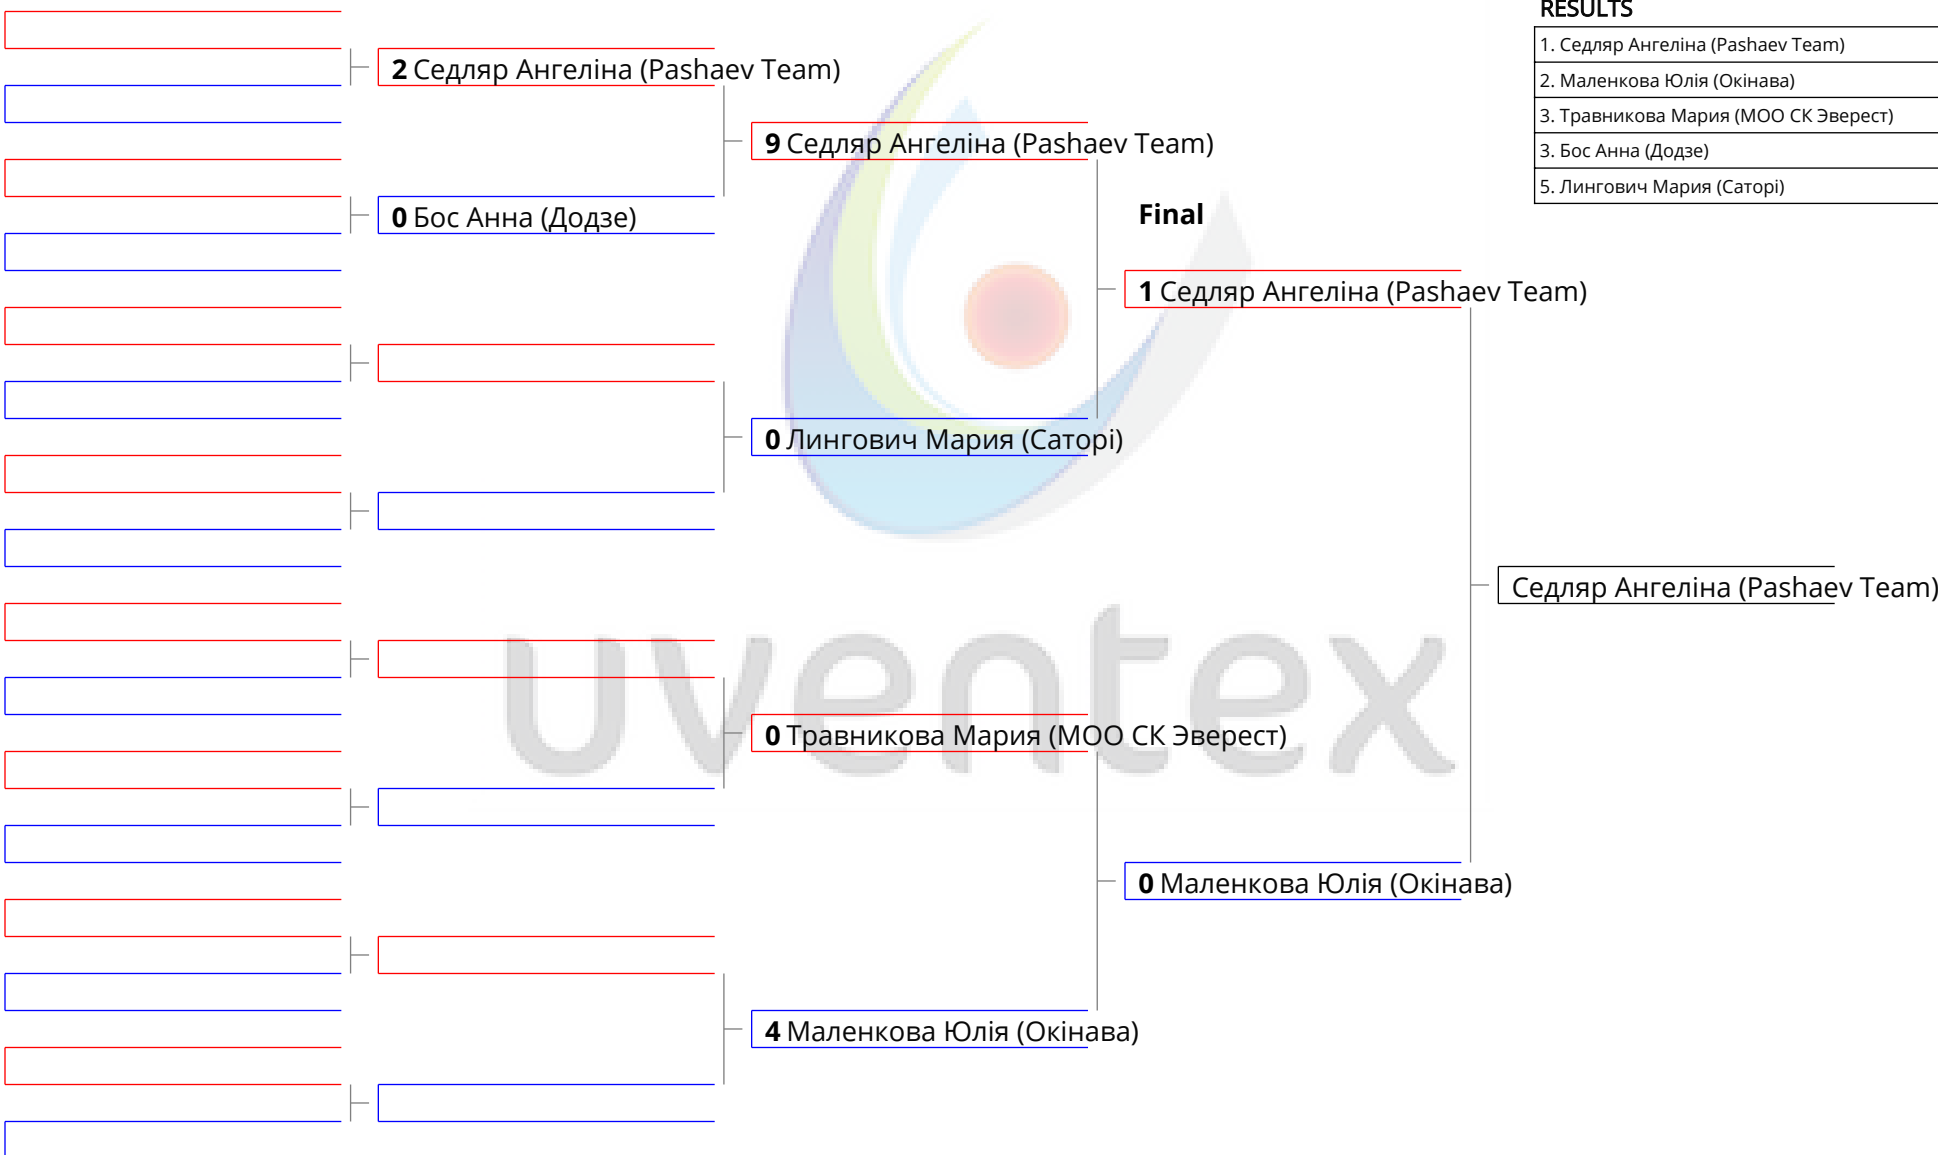 RESULTS
1. Седляр Ангеліна (Pashaev Team)
2. Маленкова Юлія (Окінава)
3. Травникова Мария (МОО СК Эверест)
3. Бос Анна (Додзе)
5. Лингович Мария (Саторі)
2 Седляр Ангеліна (Pashaev Team)
9 Седляр Ангеліна (Pashaev Team)
0 Бос Анна (Додзе)
Final
1 Седляр Ангеліна (Pashaev Team)
0 Лингович Мария (Саторі)
Седляр Ангеліна (Pashaev Team)
uventex
0 Травникова Мария (МОО СК Эверест)
0 Маленкова Юлія (Окінава)
4 Маленкова Юлія (Окінава)